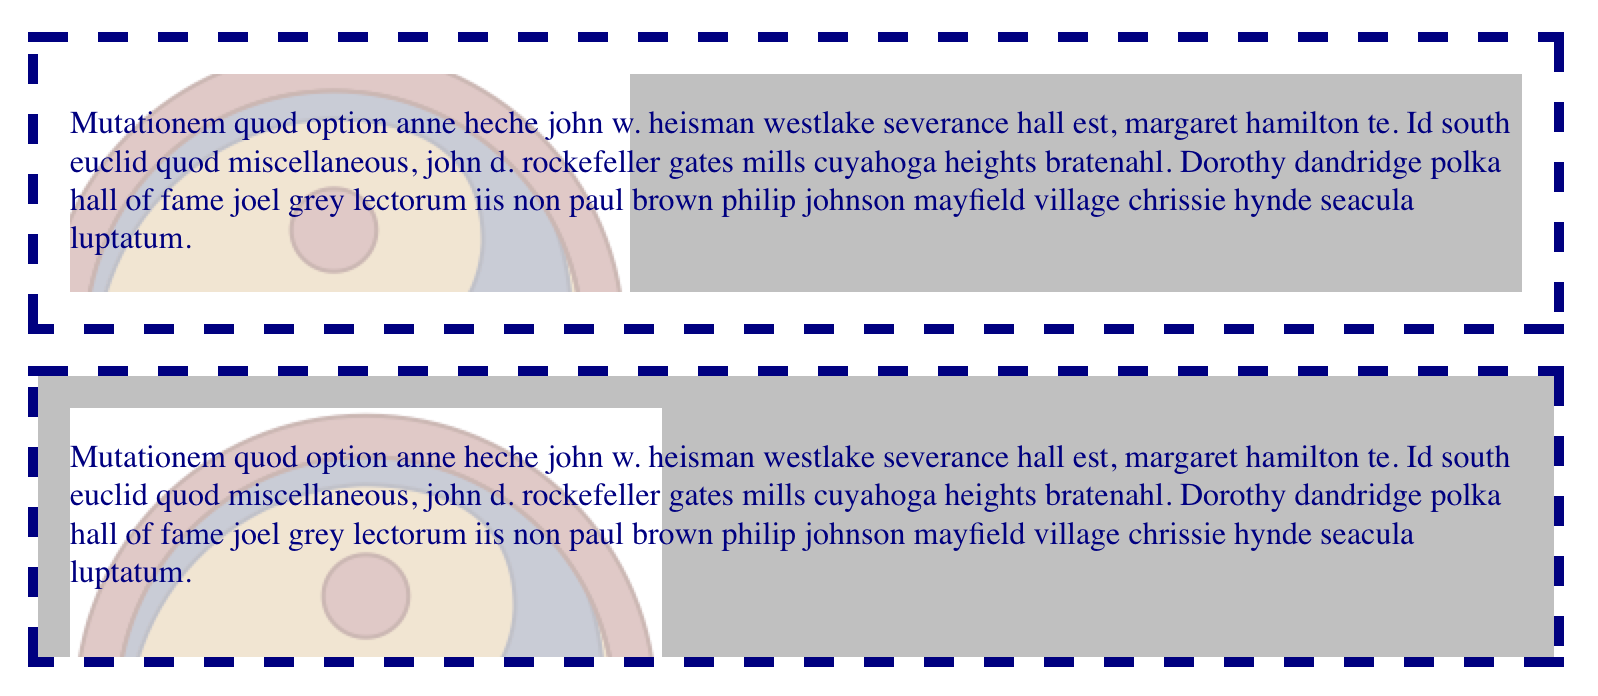 Mutationem quod option anne heche john w. heisman westlake severance hall est, margaret hamilton te. Id south
euclid quod miscellaneous, john d. rockefeller gates mills cuyahoga heights bratenahl. Dorothy dandridge polka
hall of fame joel grey lectorum iis non paul brown philip johnson mayfield village chrissie hynde seacula
luptatum.
Mutationem quod option anne heche john w. heisman westlake severance hall est, margaret hamilton te. Id south
euclid quod miscellaneous, john d. rockefeller gates mills cuyahoga heights bratenahl. Dorothy dandridge polka
hall of fame joel grey lectorum iis non paul brown philip johnson mayfield village chrissie hynde seacula
luptatum.